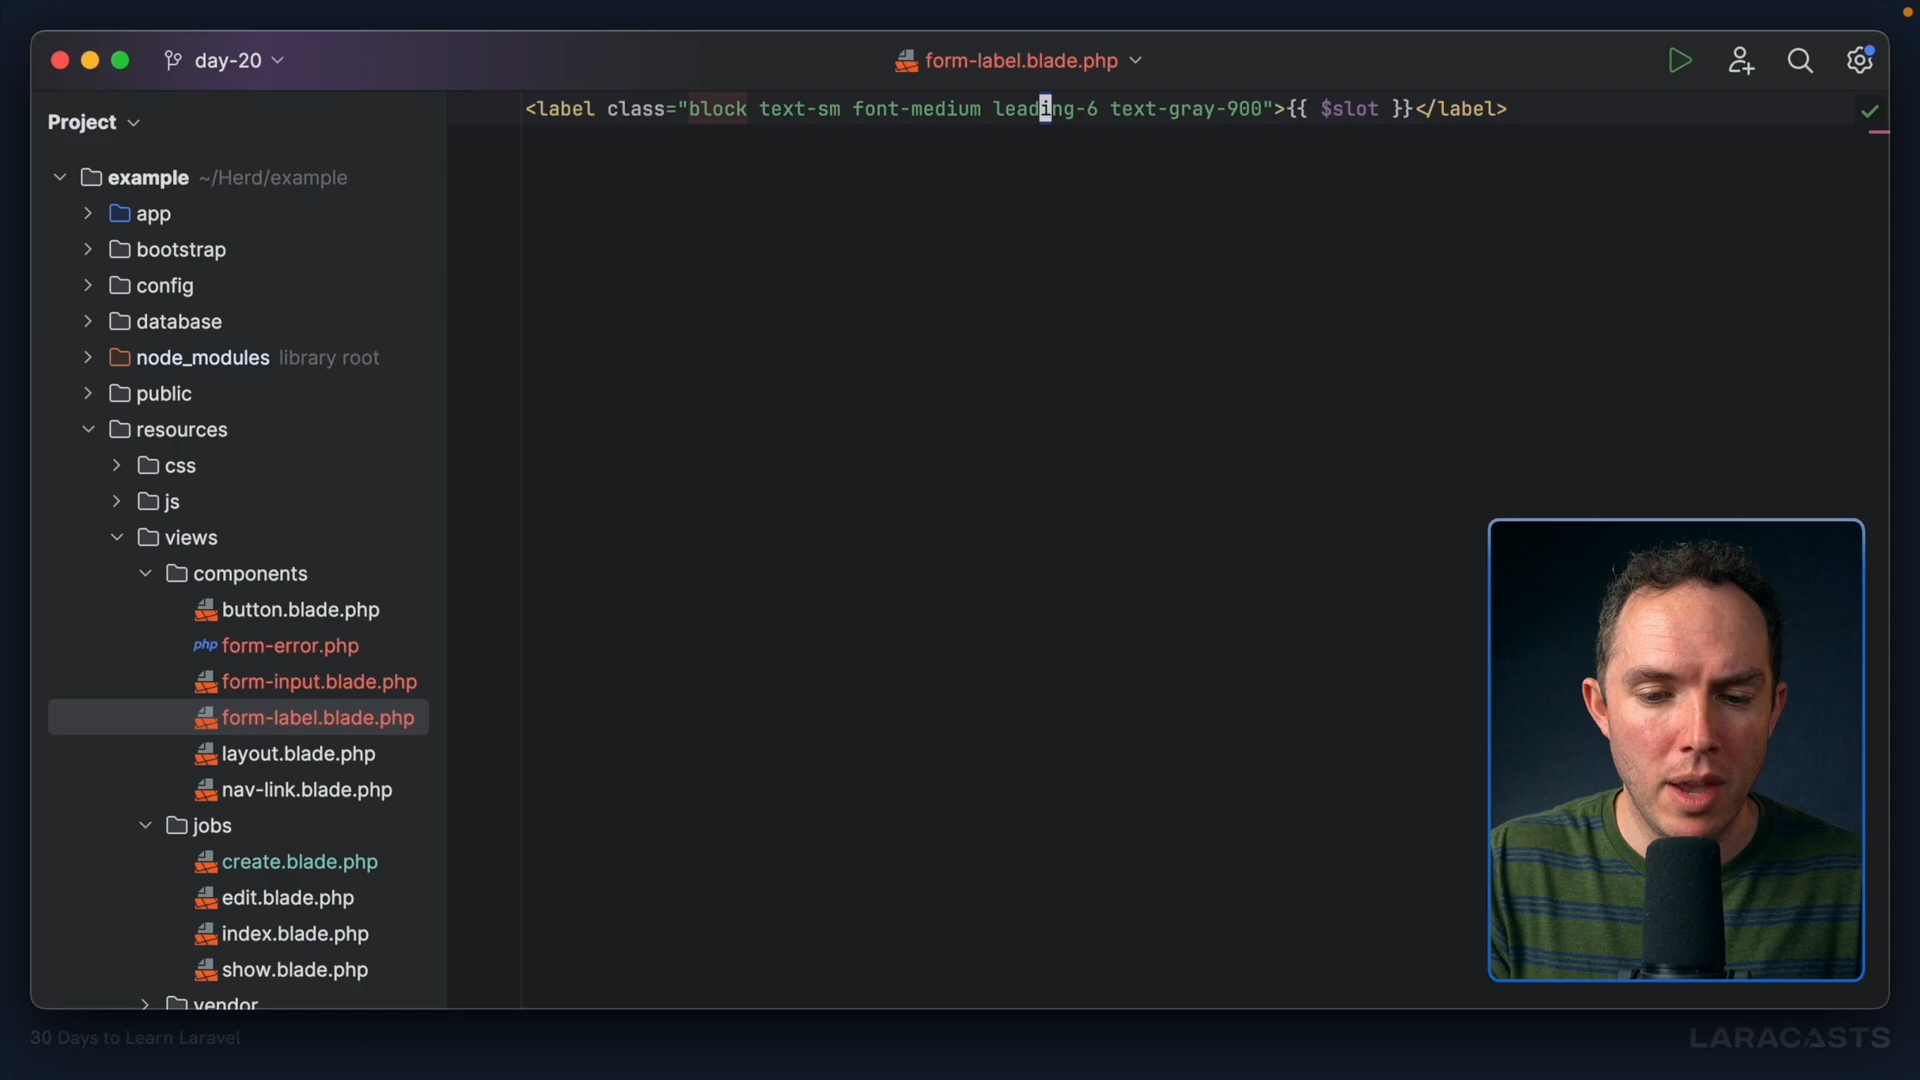 day-20
form-label.blade.php
Project
<label class="block text-sm font-medium leading-6 text-gray-900">{{ $slot }}</label>
example ~/Herd/example
app
bootstrap
config
database
node_modules library root
public
resources
css
js
views
components
button.blade.php
php form-error.php
form-input.blade.php
form-label.blade.php
layout.blade.php
nav-link.blade.php
jobs
create.blade.php
edit.blade.php
index.blade.php
show.blade.php
vendor
30 Days to Learn Laravel
LARACASTS